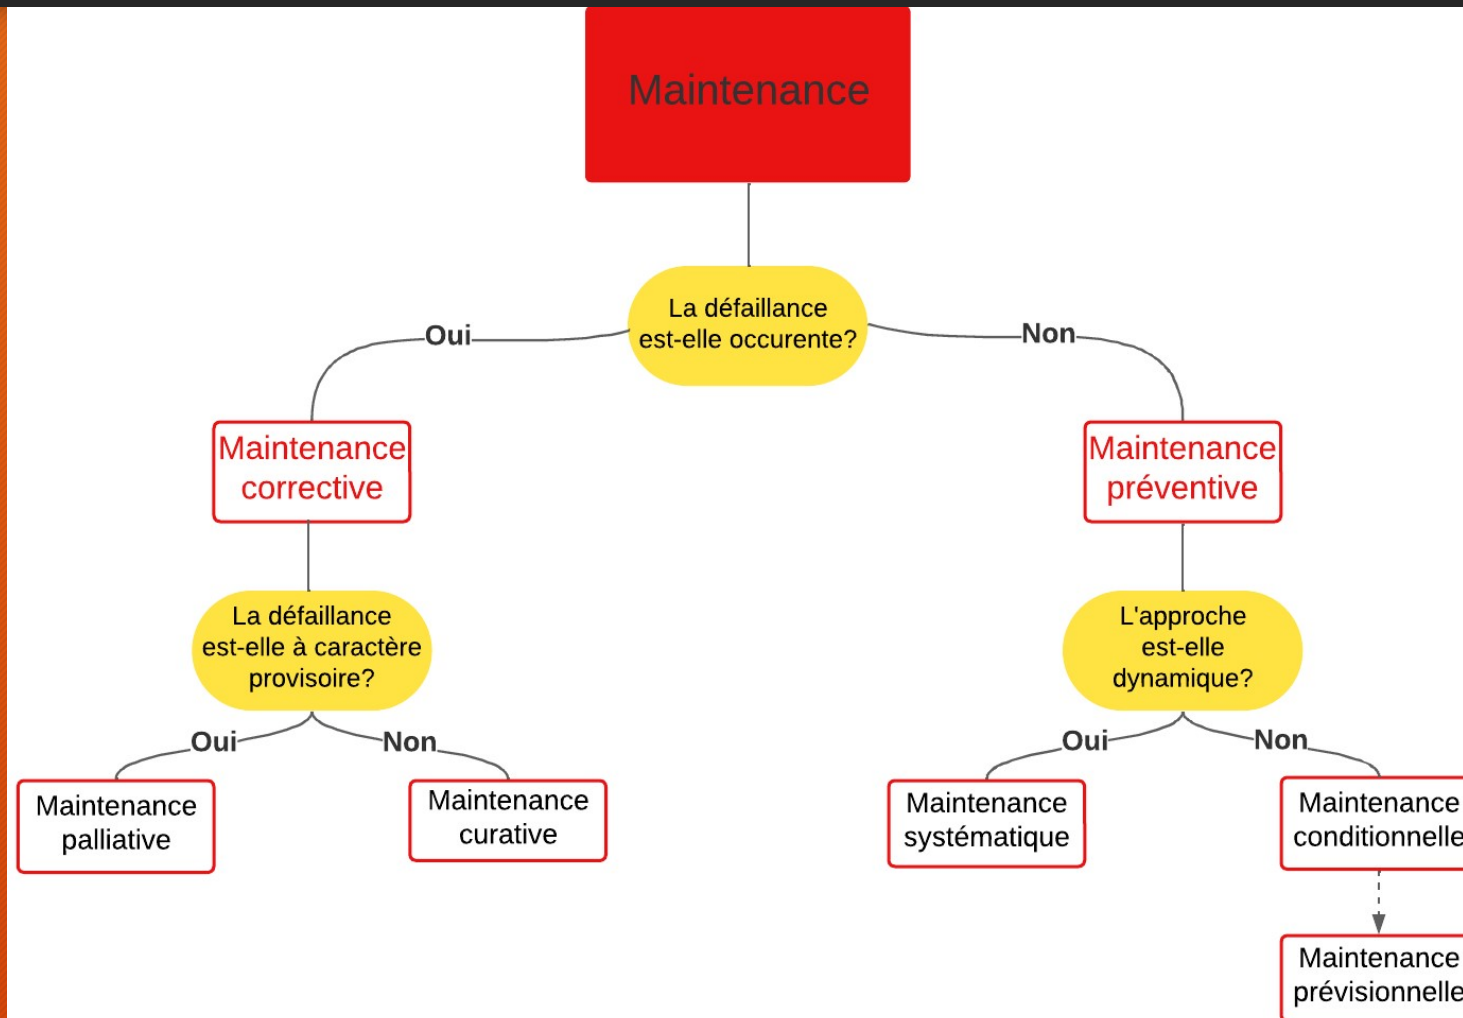 Maintenance
La défaillance
est-elle occurente?
Oui
Non
Maintenance
corrective
Maintenance
préventive
La défaillance
est-elle à caractère
provisoire?
L'approche
est-elle
dynamique?
Oui
Non
Oui
Non
Maintenance
palliative
Maintenance
curative
Maintenance
systématique
Maintenance
conditionnelle
Maintenance
prévisionnelle